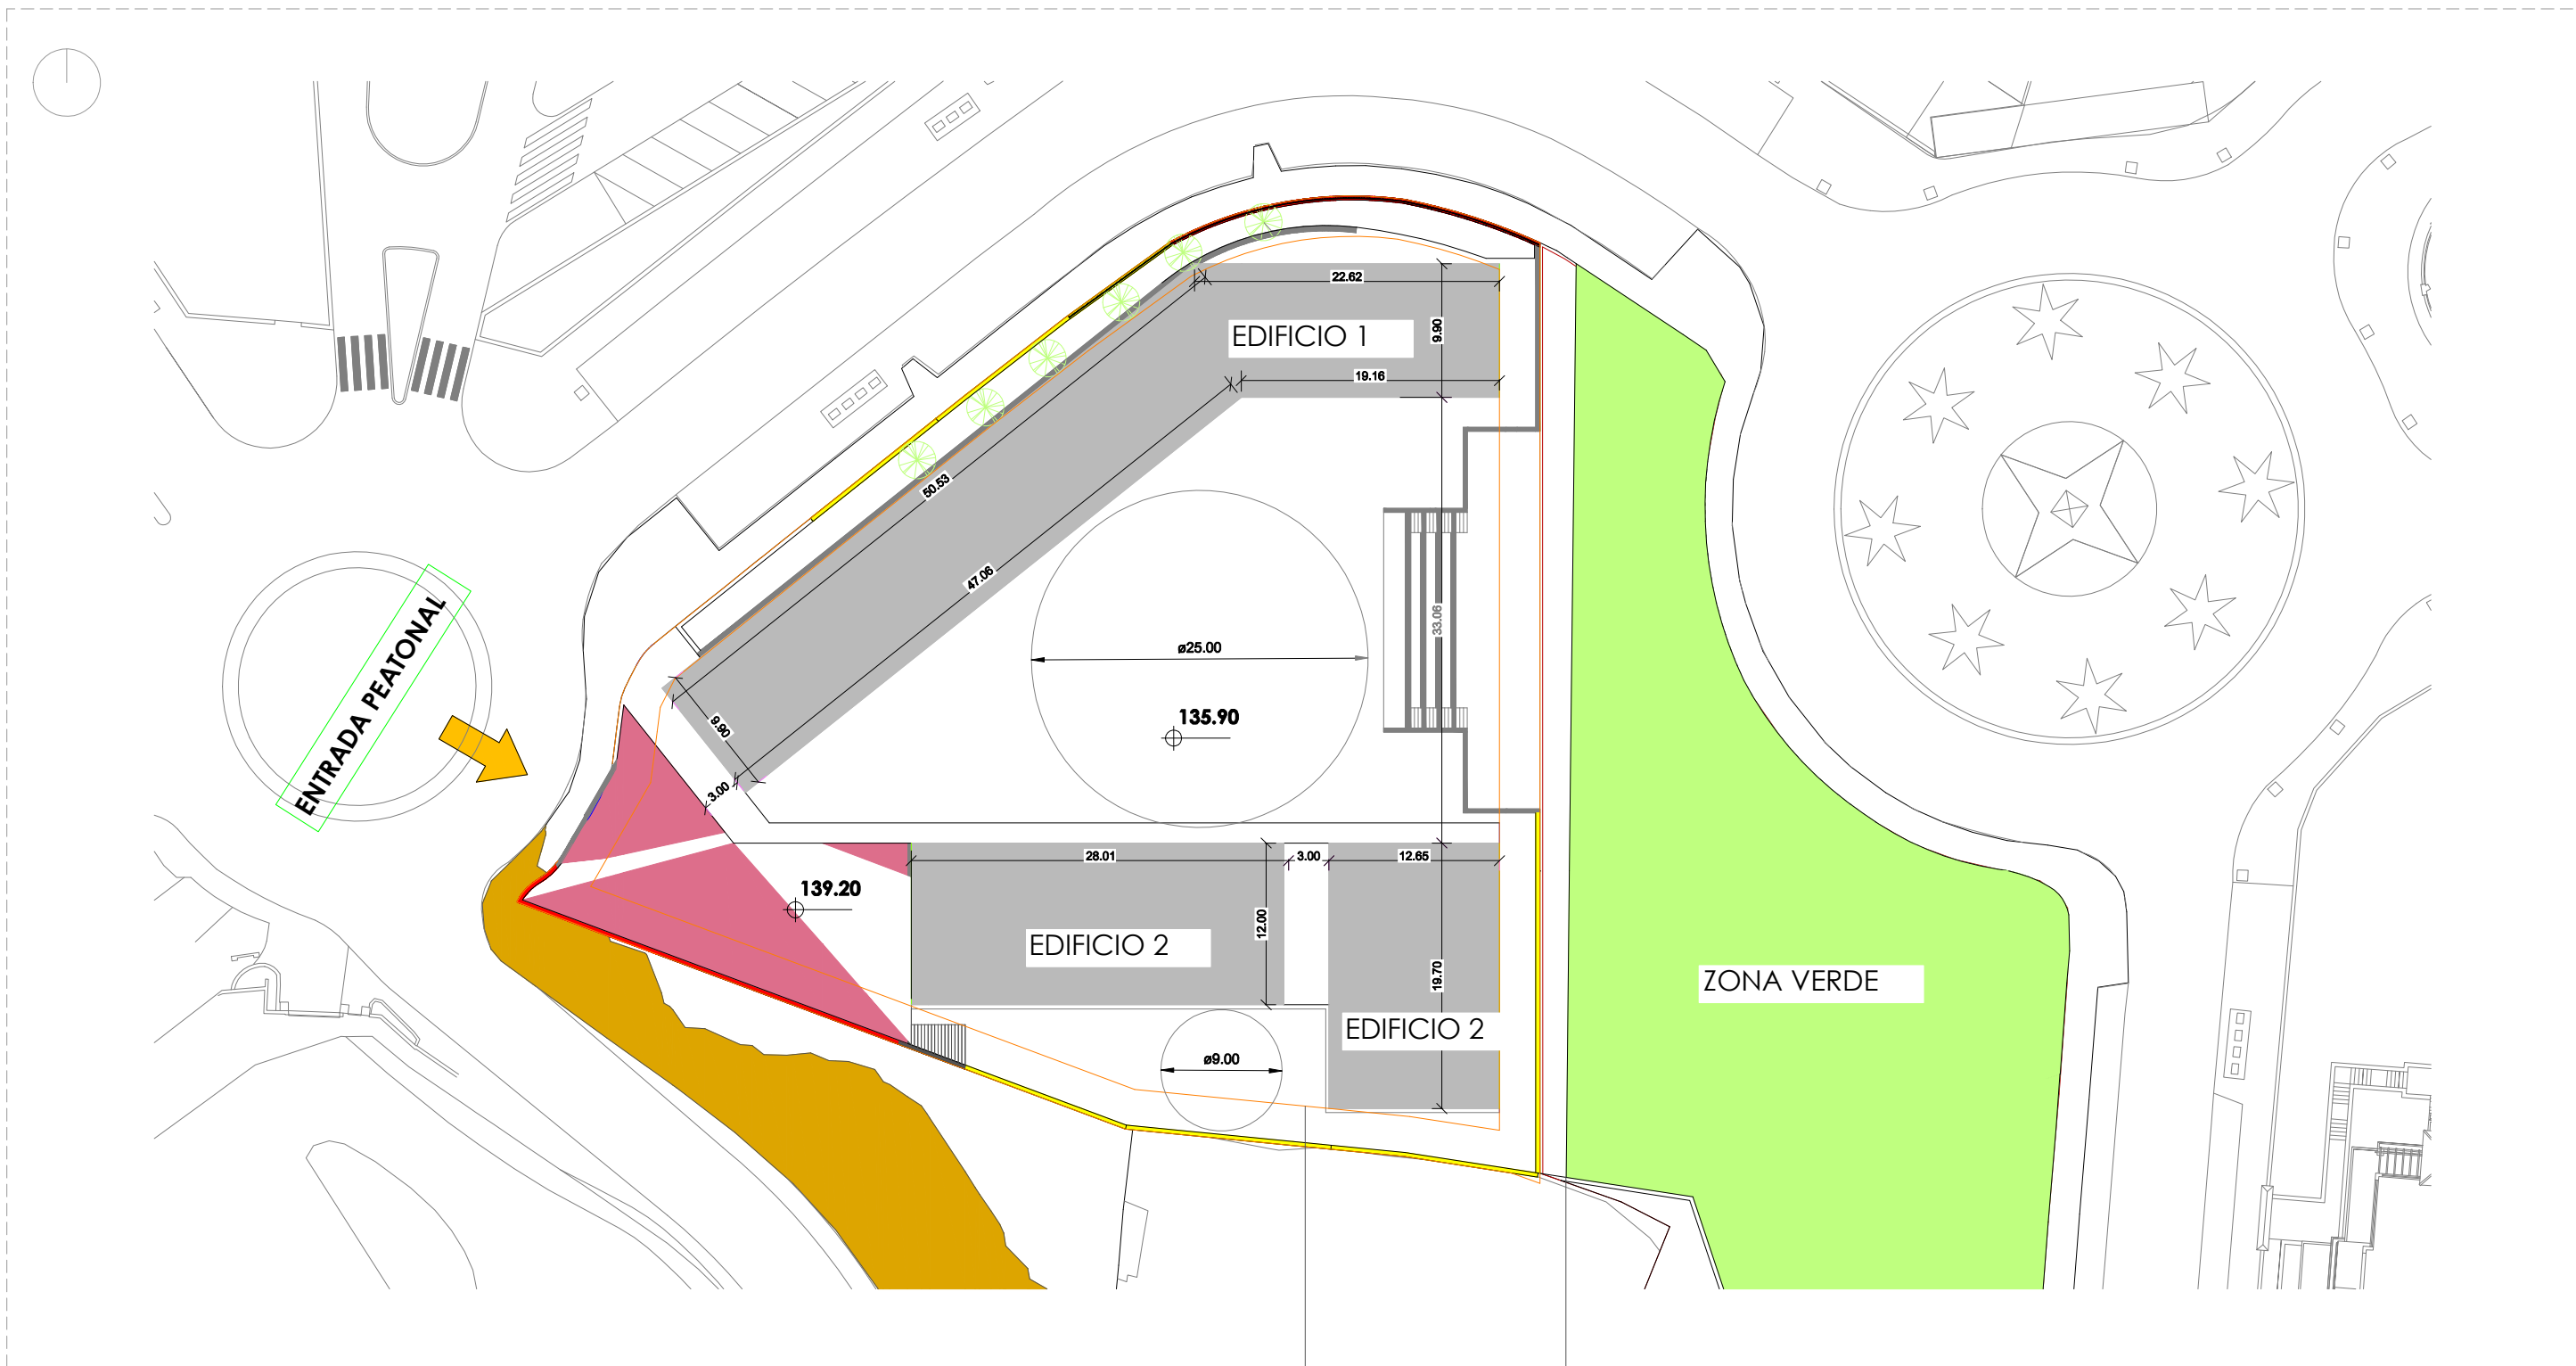 22.62
EDIFICIO 1
9.90
19.16
50.53
47.06
33.06
ENTRADA PEATONAL
ø25.00
135.90
9.90
3.00
28.01
3.00
12.65
139.20
12.00
EDIFICIO 2
19.70
ZONA VERDE
EDIFICIO 2
ø9.00